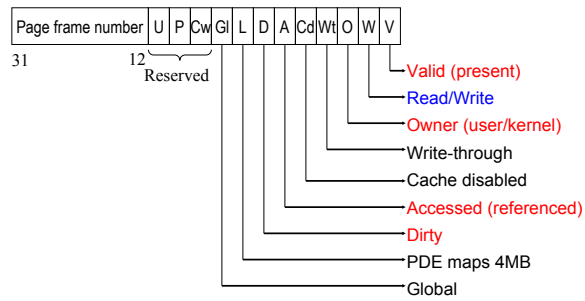 Page frame number U P Cw Gl L D A Cd Wt O W V
31 12
Reserved
Valid (present)
Read/Write
Owner (user/kernel)
Write-through
Cache disabled
Accessed (referenced)
Dirty
PDE maps 4MB
Global